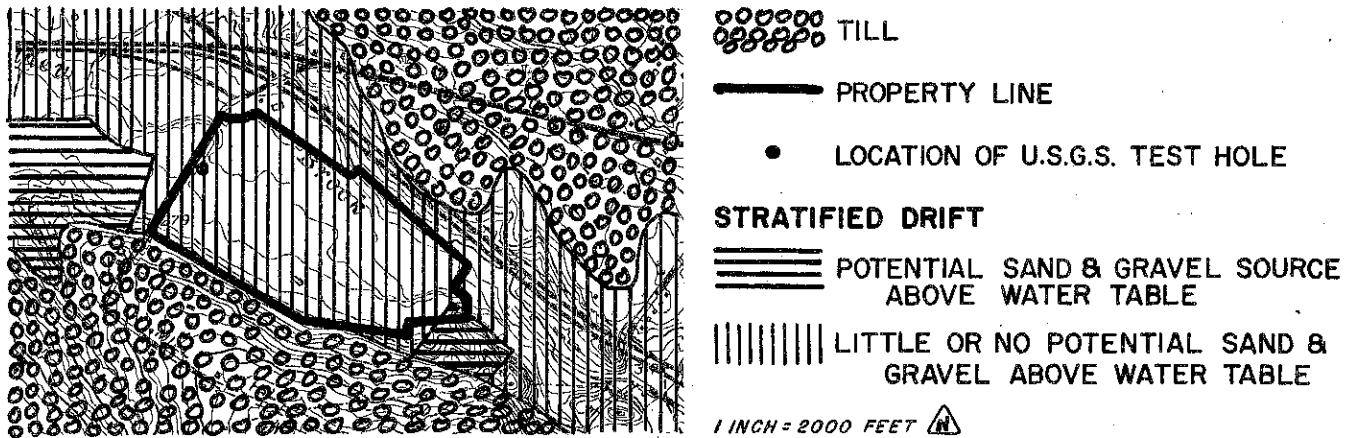 TILL
PROPERTY LINE
LOCATION OF U.S.G.S. TEST HOLE
STRATIFIED DRIFT
POTENTIAL SAND & GRAVEL SOURCE
ABOVE WATER TABLE
LITTLE OR NO POTENTIAL SAND &
GRAVEL ABOVE WATER TABLE
1 INCH = 2000 FEET N